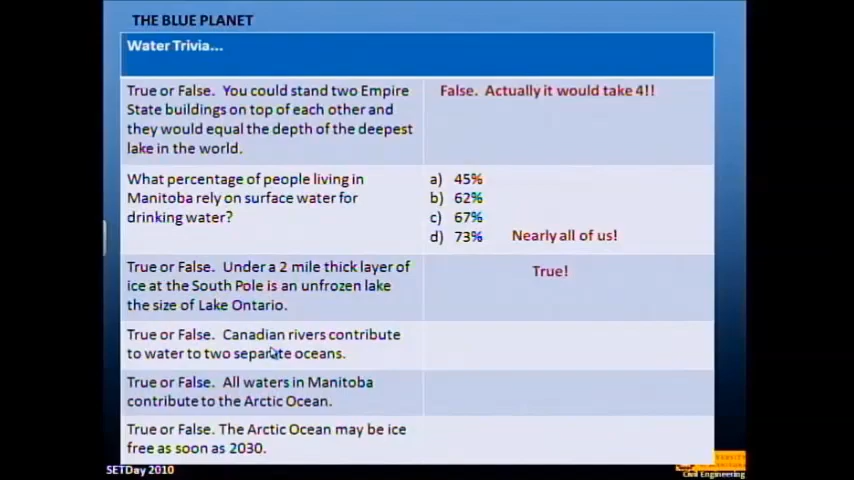 THE BLUE PLANET
Water Trivia...
True or False. You could stand two Empire
State buildings on top of each other and
they would equal the depth of the deepest
lake in the world.
False. Actually it would take 4!!
What percentage of people living in
Manitoba rely on surface water for
drinking water?
a) 45%
b) 62%
c) 67%
d) 73% Nearly all of us!
True or False. Under a 2 mile thick layer of
ice at the South Pole is an unfrozen lake
the size of Lake Ontario.
True!
True or False. Canadian rivers contribute
to water to two separate oceans.
True or False. All waters in Manitoba
contribute to the Arctic Ocean.
True or False. The Arctic Ocean may be ice
free as soon as 2030.
SETDay 2010
Civil Engineering